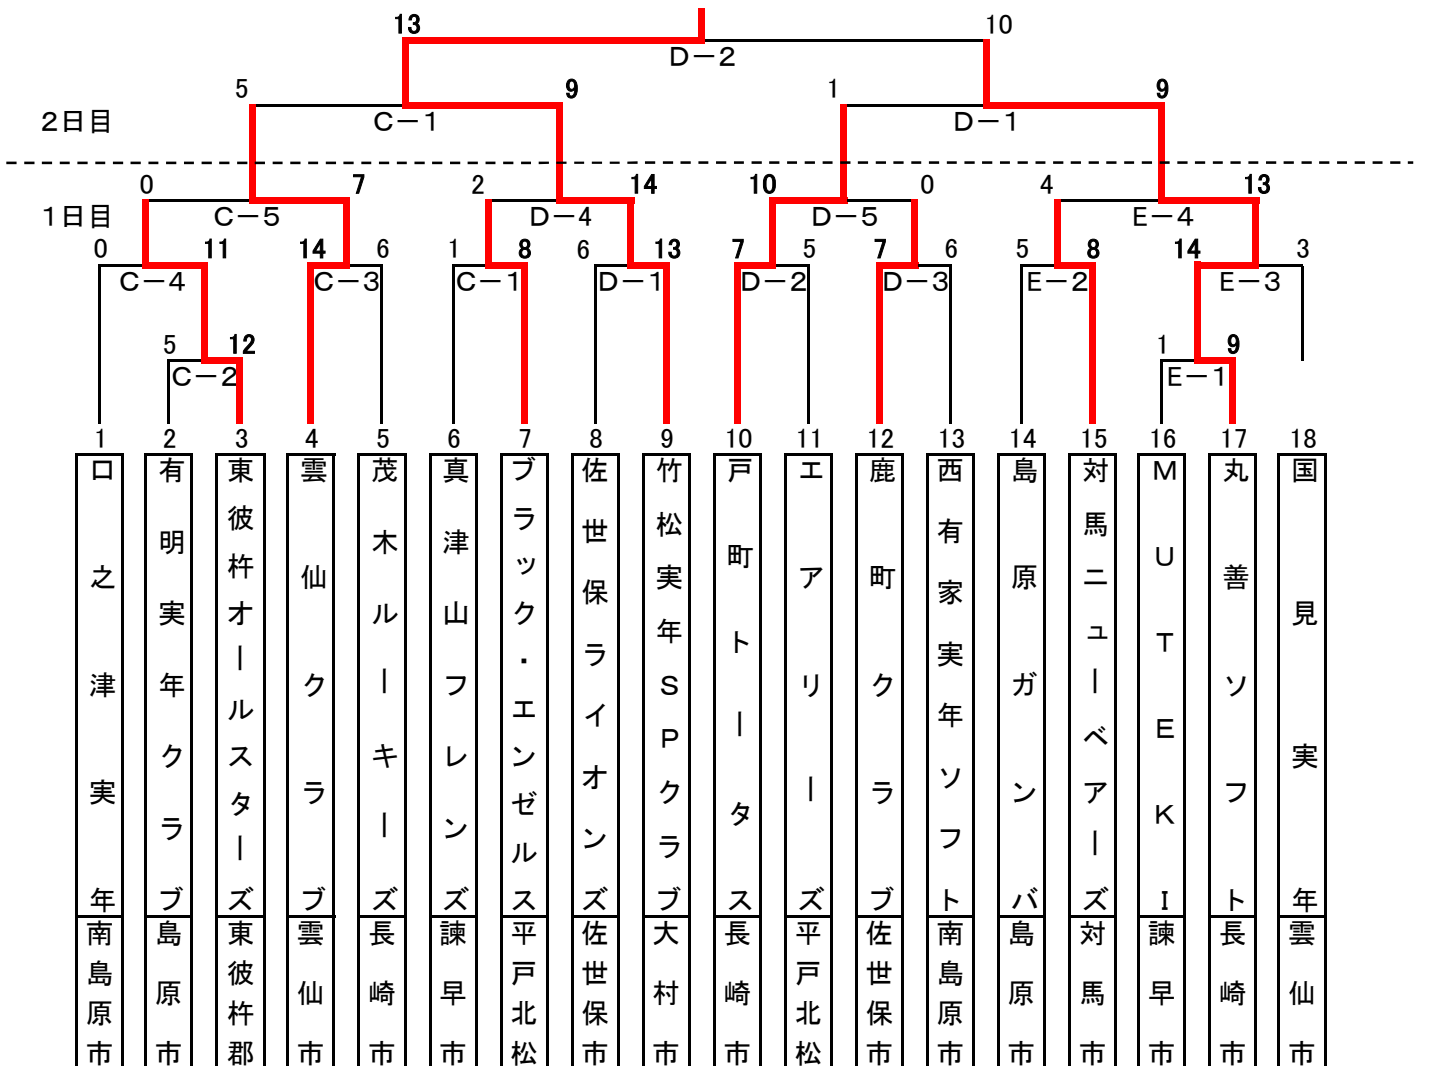 13 10
D－2
5 9 1 9
2日目 C－1 D－1
0 7 2 14 10 0 4 13
1日目 C－5 D－4 D－5 E－4
0 11 14 6 1 8 6 13 7 5 7 6 5 8 14 3
C－4 C－3 C－1 D－1 D－2 D－3 E－2 E－3
5 12 1 9
C－2 E－1
1 2 3 4 5 6 7 8 9 10 11 12 13 14 15 16 17 18
口之津実年
有明実年クラブ
東彼杵オールスターズ
雲仙クラブ
茂木ルーキーズ
真津山フレンズ
ブラック・エンゼルス
佐世保ライオンズ
竹松実年SPクラブ
戸町トータス
エアリーズ
鹿町クラブ
西有家実年ソフト
島原ガンバ
対馬ニューベアーズ
MUTEKI
丸善ソフト
国見実年
南島原市
島原市
東彼杵郡
雲仙市
長崎市
諫早市
平戸北松
佐世保市
大村市
長崎市
平戸北松
佐世保市
南島原市
島原市
対馬市
諫早市
長崎市
雲仙市